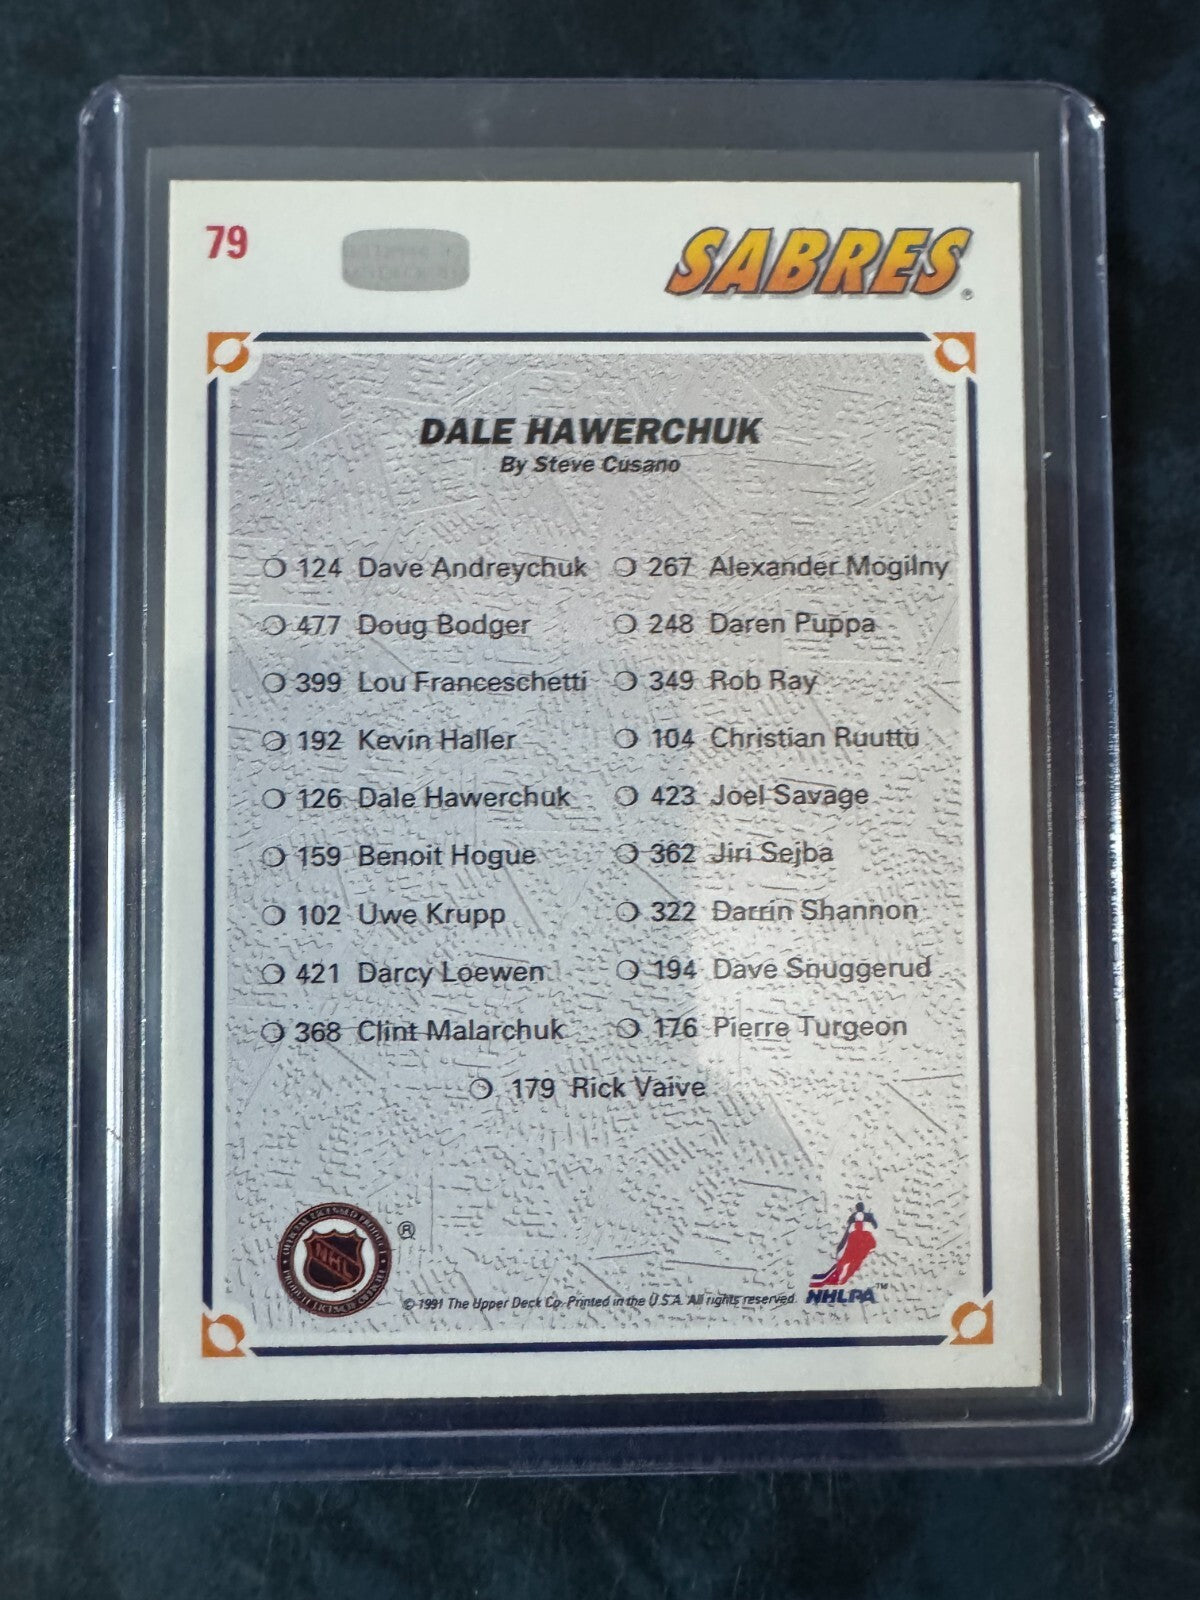 79
SABRES®
DALE HAWERCHUK
By Steve Cusano
124 Dave Andreychuk
477 Doug Bodger
399 Lou Franceschetti
192 Kevin Haller
126 Dale Hawerchuk
159 Benoit Hogue
102 Uwe Krupp
421 Darcy Loewen
368 Clint Malarchuk
267 Alexander Mogilny
248 Daren Puppa
349 Rob Ray
104 Christian Ruuttu
423 Joel Savage
362 Jiri Sejba
322 Darrin Shannon
194 Dave Snuggerud
176 Pierre Turgeon
179 Rick Vaive
NHL
®
© 1991 The Upper Deck Co. Printed in the U.S.A. All rights reserved.
NHLPA™